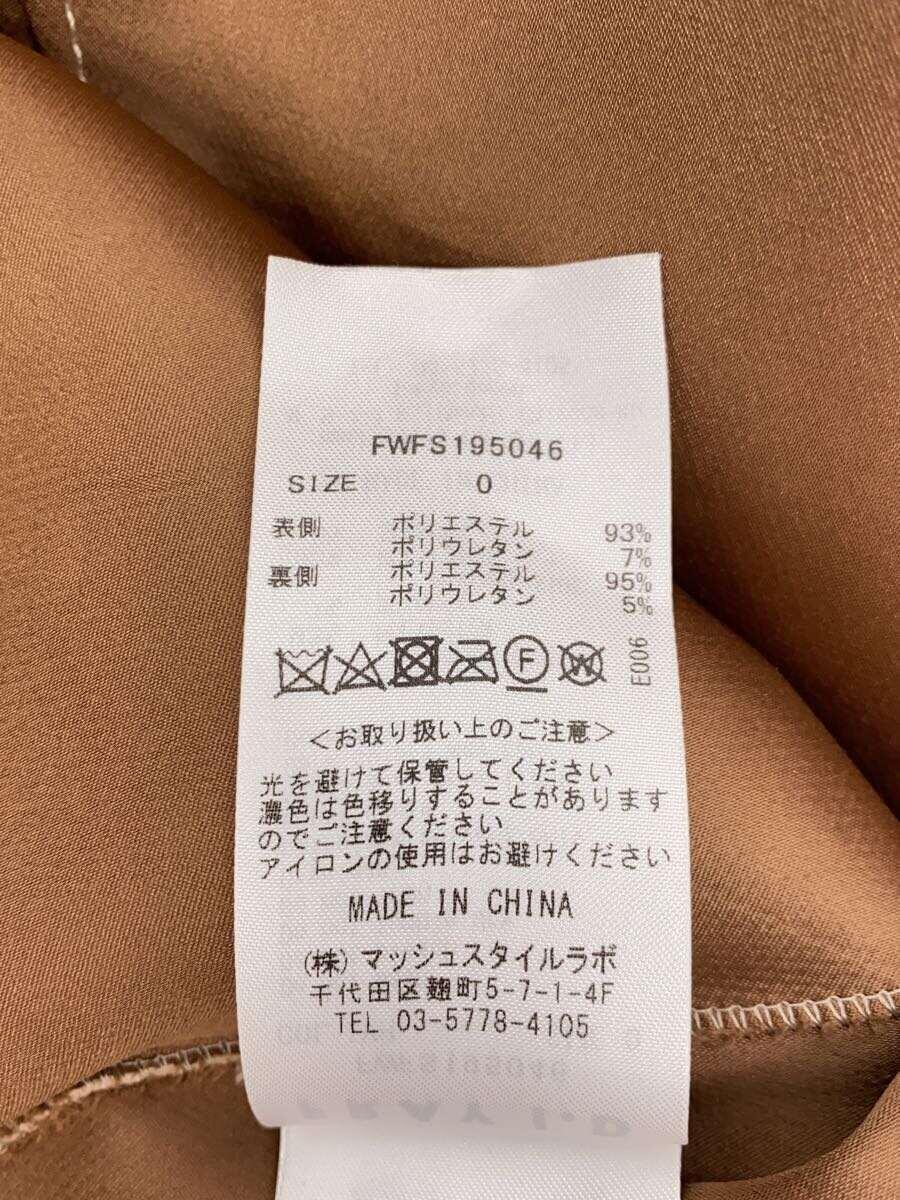 FWFS195046
SIZE 0
表側 ポリエステル 93%
ポリウレタン 7%
裏側 ポリエステル 95%
ポリウレタン 5%
F W E006
＜お取り扱い上のご注意＞
光を避けて保管してください
濃色は色移りすることがあります
のでご注意ください
アイロンの使用はお避けください
MADE IN CHINA
(株)マッシュスタイルラボ
千代田区麹町5-7-1-4F
TEL 03-5778-4105